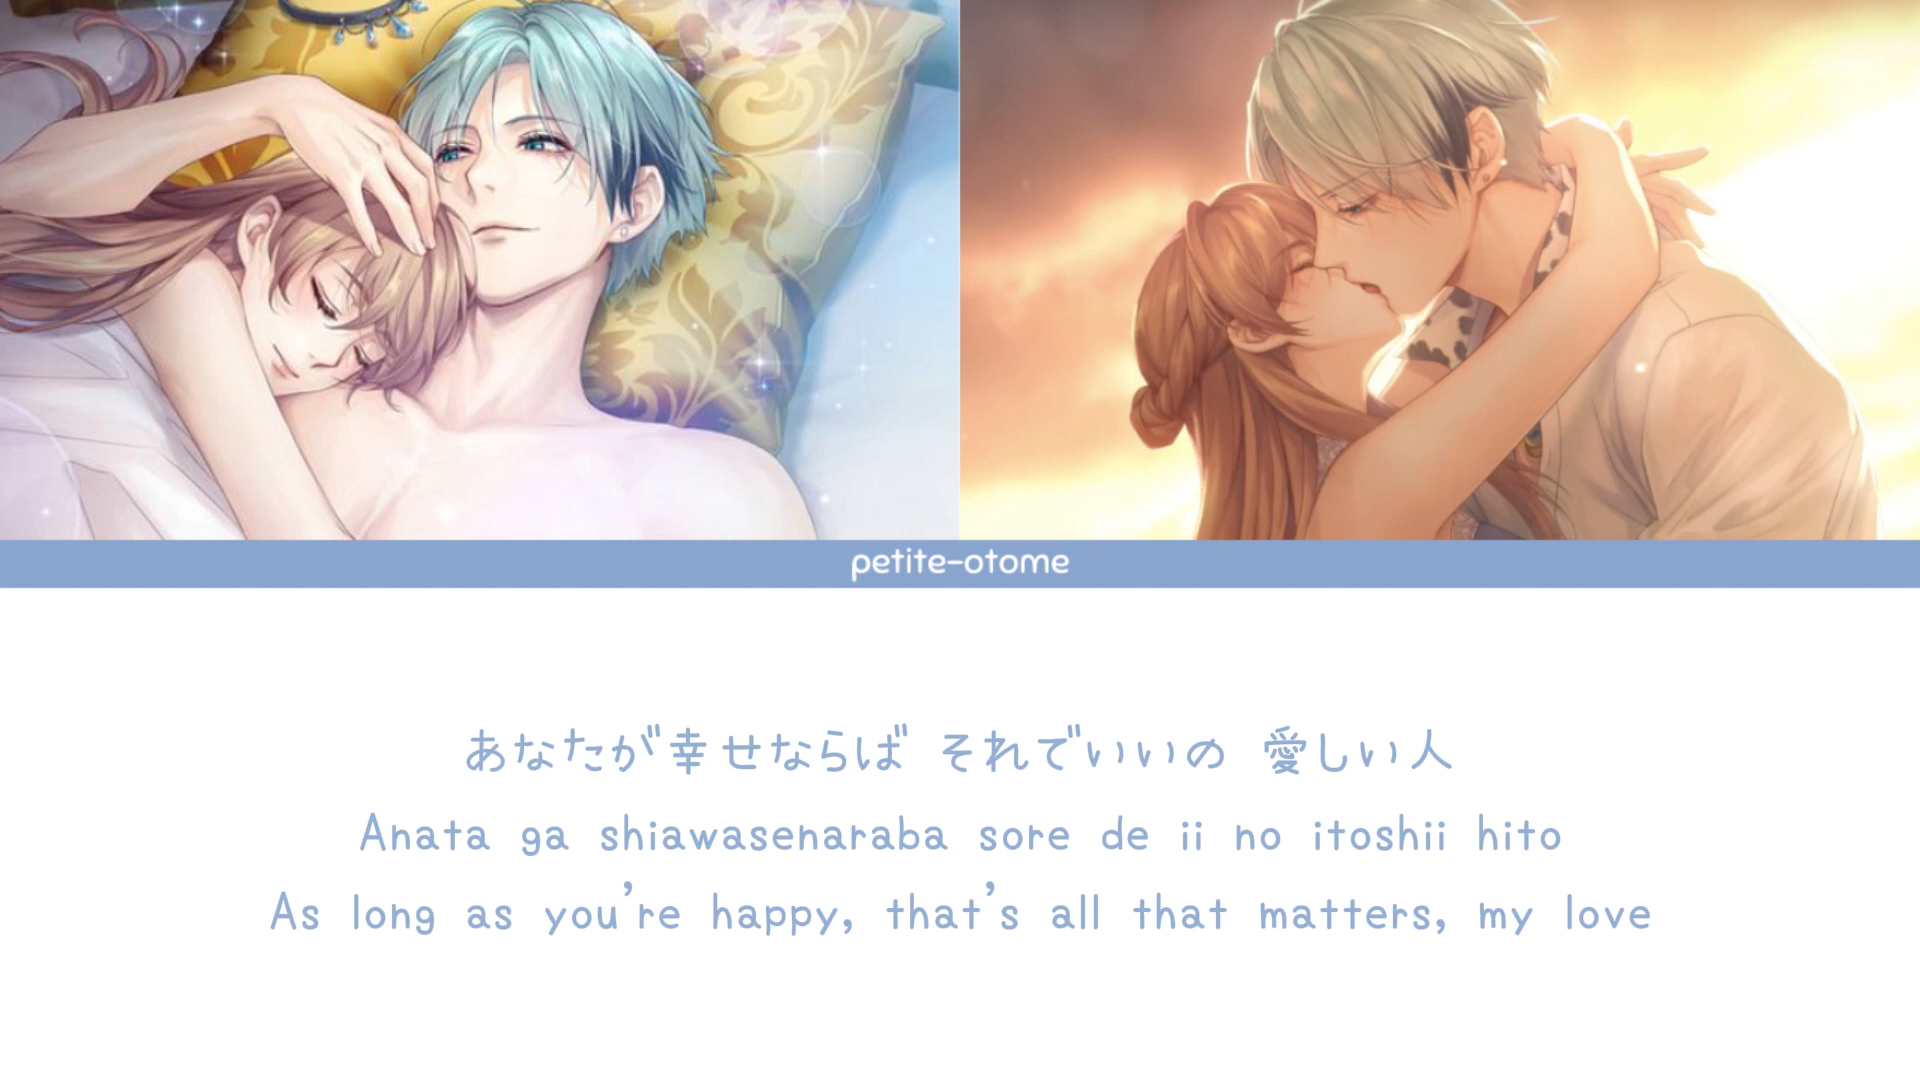 petite-otome
あなたが幸せならば それでいいの 愛しい人
Anata ga shiawasenaraba sore de ii no itoshii hito
As long as you're happy, that's all that matters, my love